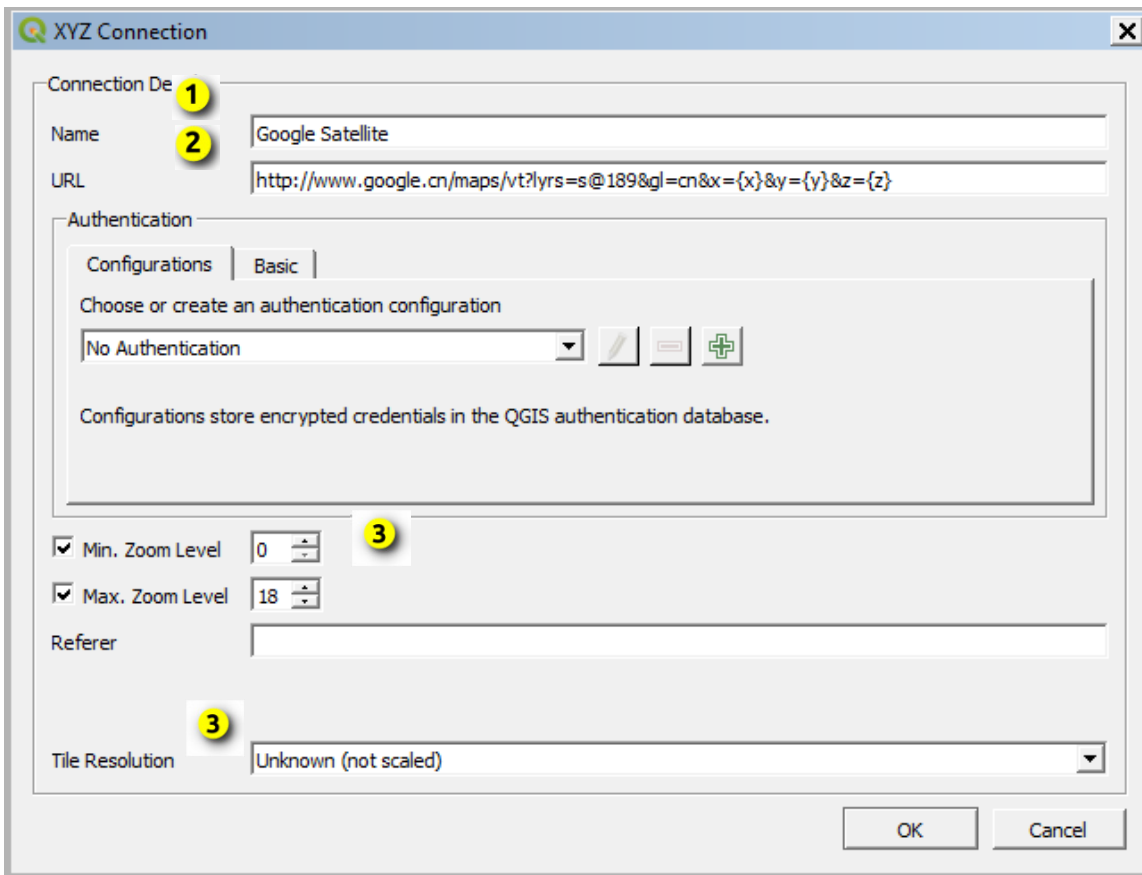 XYZ Connection
Connection De
1
Name
2
Google Satellite
URL
http://www.google.cn/maps/vt?lyrs=s@189&gl=cn&x={x}&y={y}&z={z}
Authentication
Configurations Basic
Choose or create an authentication configuration
No Authentication
Configurations store encrypted credentials in the QGIS authentication database.
3
Min. Zoom Level 0
Max. Zoom Level 18
Referer
3
Tile Resolution Unknown (not scaled)
OK Cancel